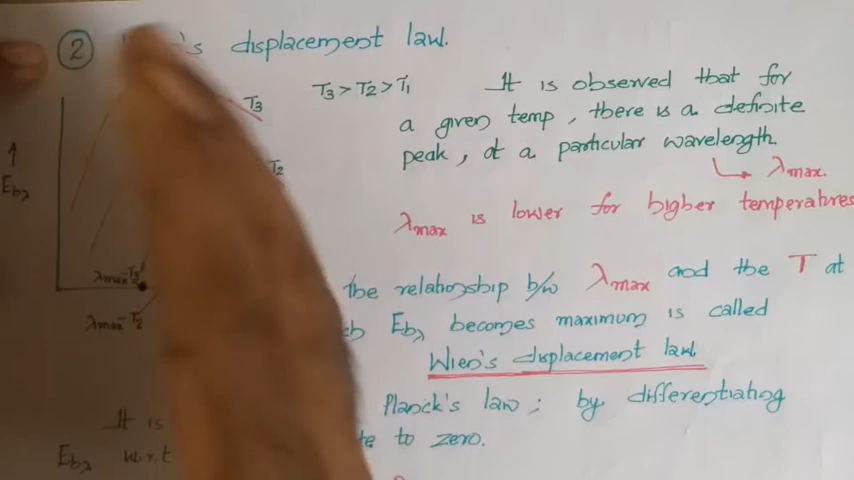 ② 's displacement law.
T3 > T2 > T1 It is observed that for
T3
a given temp, there is a definite
peak, at a particular wavelength.
T2
λmax.
↑
Ebλ
λmax is lower for higher temperatures
λmax-T3
the relationship b/w λmax and the T at
λmax-T2
Ebλ becomes maximum is called
Wien's displacement law.
It is Planck's law; by differentiating
Ebλ w.r.t to zero.